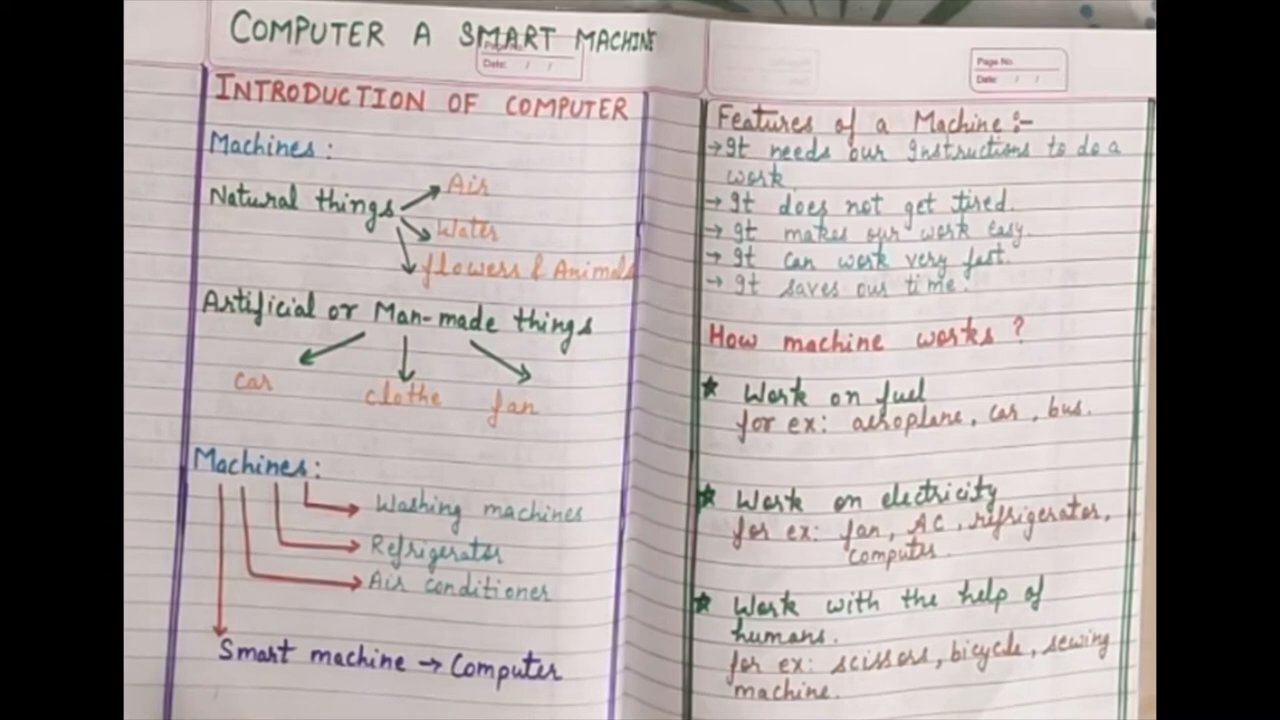 COMPUTER A SMART MACHINE
Page No.
Date: / /
INTRODUCTION OF COMPUTER
Machines:
Natural things
Air
Water
flowers & Animals
Artificial or Man-made things
car
clothe
fan
Machines:
Washing machines
Refrigerator
Air conditioner
Smart machine → Computer
Page No.
Date: / /
Features of a Machine:-
→ It needs our Instructions to do a
work.
→ It does not get tired.
→ It makes our work easy.
→ It can work very fast.
→ It saves our time.
How machine works?
★ Work on fuel
for ex: aeroplane, car, bus.
★ Work on electricity
for ex: fan, AC, refrigerator,
computer.
★ Work with the help of
humans.
for ex: scissors, bicycle, sewing
machine.